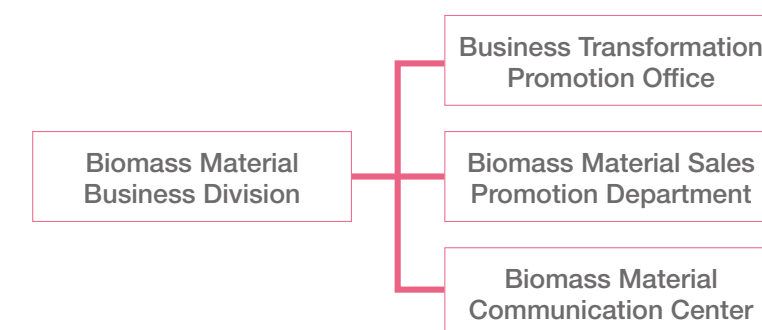 Business Transformation
Promotion Office
Biomass Material
Business Division
Biomass Material Sales
Promotion Department
Biomass Material
Communication Center